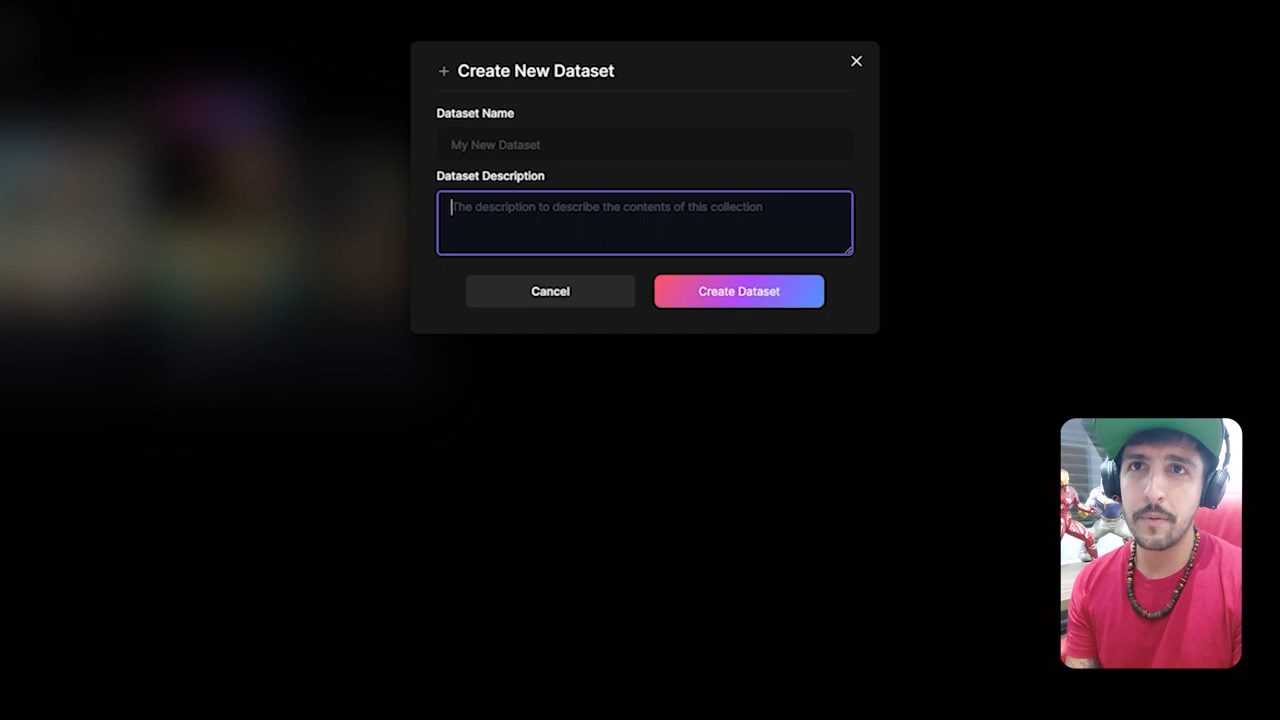 Create New Dataset
Dataset Name
My New Dataset
Dataset Description
The description to describe the contents of this collection
Cancel
Create Dataset